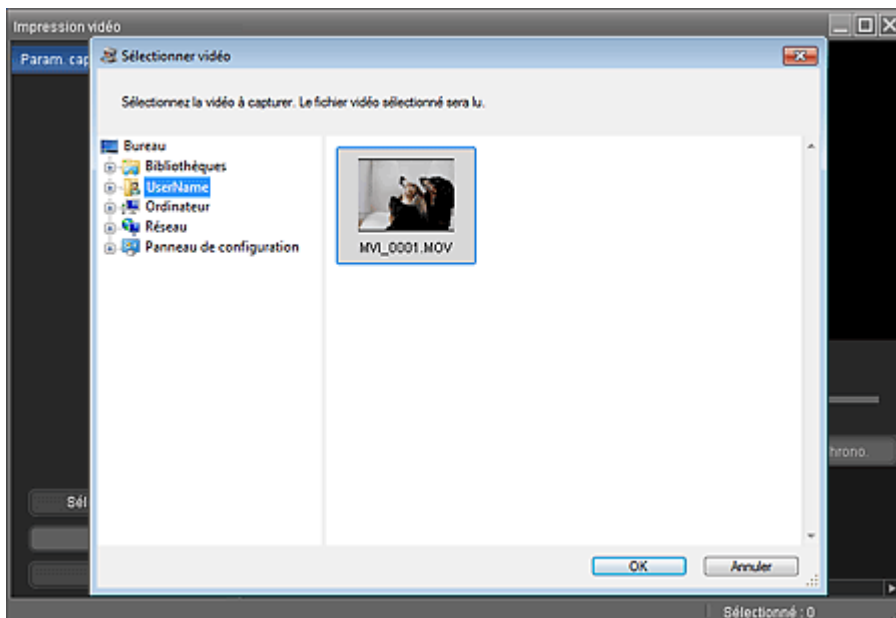 Impression vidéo
Param. cap
Sélectionner vidéo
Sélectionnez la vidéo à capturer. Le fichier vidéo sélectionné sera lu.
Bureau
Bibliothèques
UserName
Ordinateur
Réseau
Panneau de configuration
MVI_0001.MOV
hrono.
Sél
OK
Annuler
Sélectionné : 0